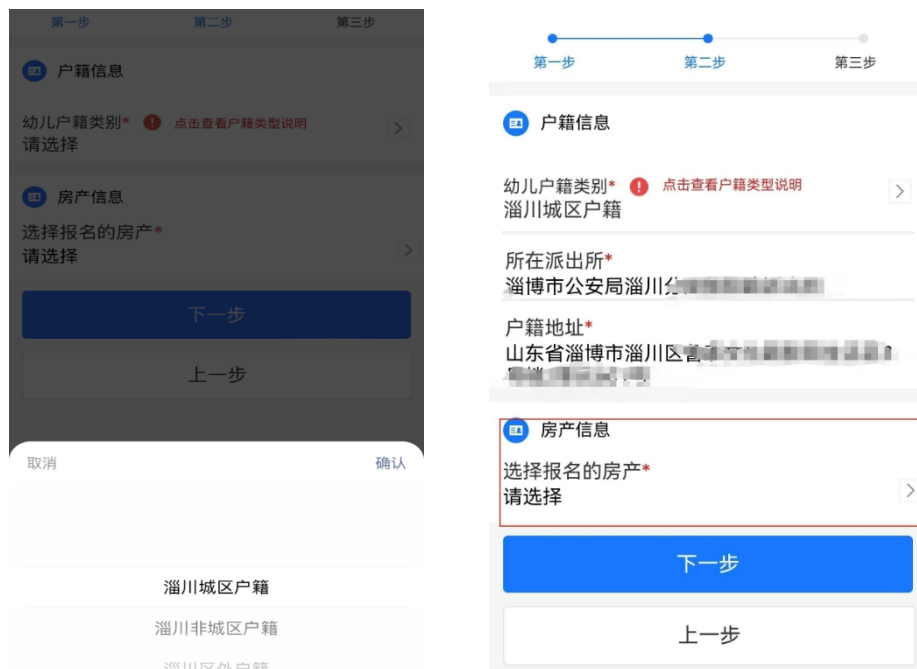 第一步 第二步 第三步
户籍信息
幼儿户籍类别* 点击查看户籍类型说明
请选择
房产信息
选择报名的房产*
请选择
下一步
上一步
取消 确认
淄川城区户籍
淄川非城区户籍
淄川区外户籍
第一步 第二步 第三步
户籍信息
幼儿户籍类别* 点击查看户籍类型说明
淄川城区户籍
所在派出所*
淄博市公安局淄川分
户籍地址*
山东省淄博市淄川区
房产信息
选择报名的房产*
请选择
下一步
上一步